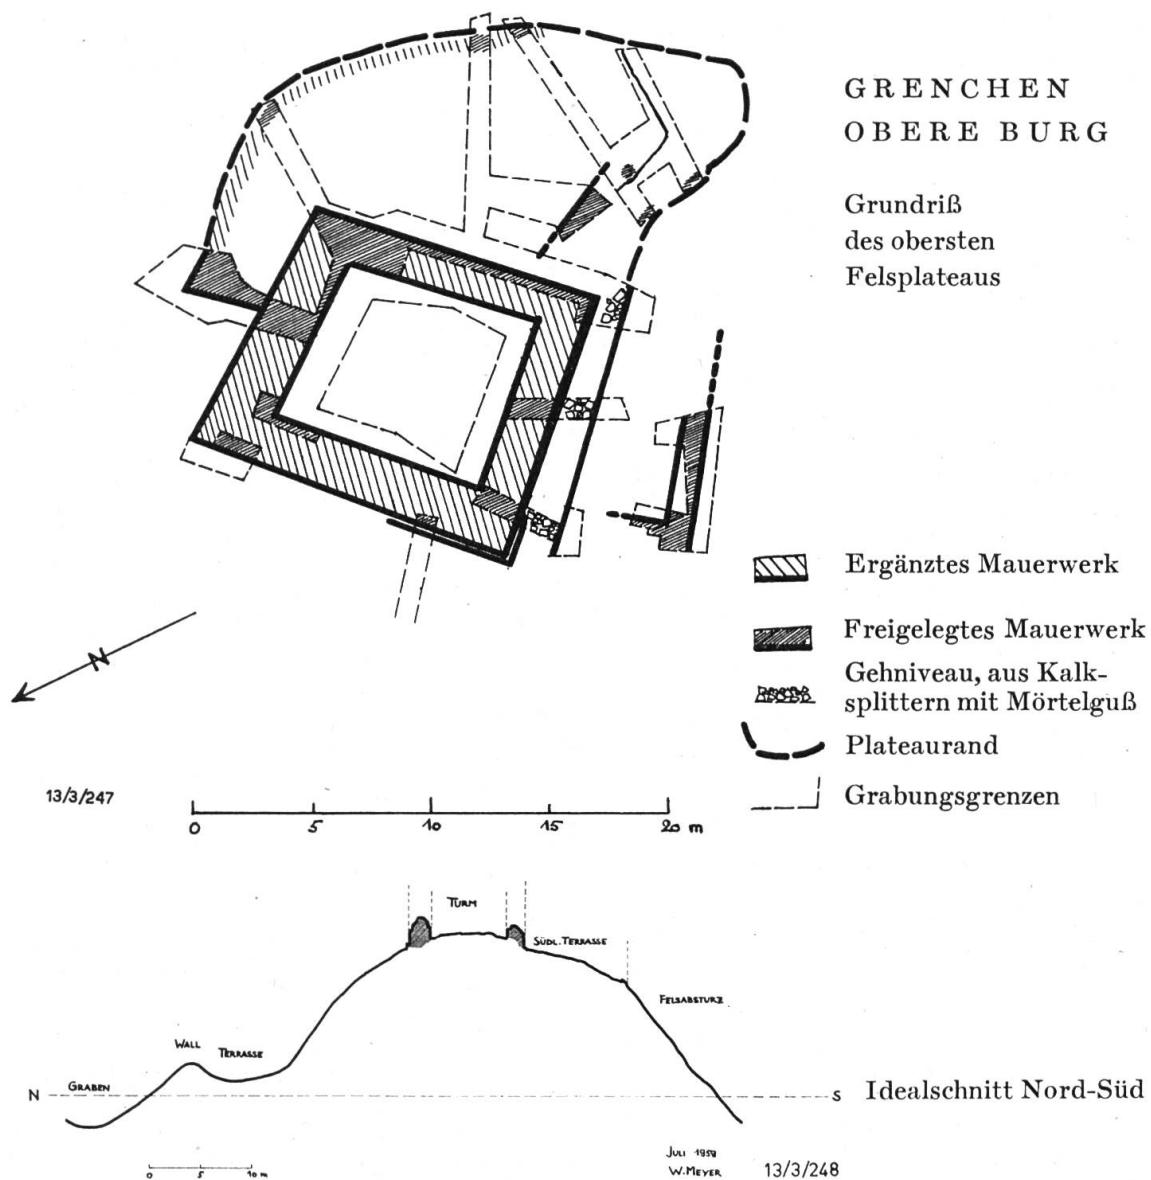 GRENCHEN
OBERE BURG
Grundriß
des obersten
Felsplateaus
Ergänztes Mauerwerk
Freigelegtes Mauerwerk
Gehniveau, aus Kalk-
splittern mit Mörtelguß
Plateaurand
Grabungsgrenzen
N
13/3/247
0 5 10 15 20 m
TURM
SÜDL. TERRASSE
FELSABSTURZ
WALL
TERRASSE
GRABEN
N
S
Idealschnitt Nord-Süd
0 5 10 m
JULI 1959
W. MEYER
13/3/248